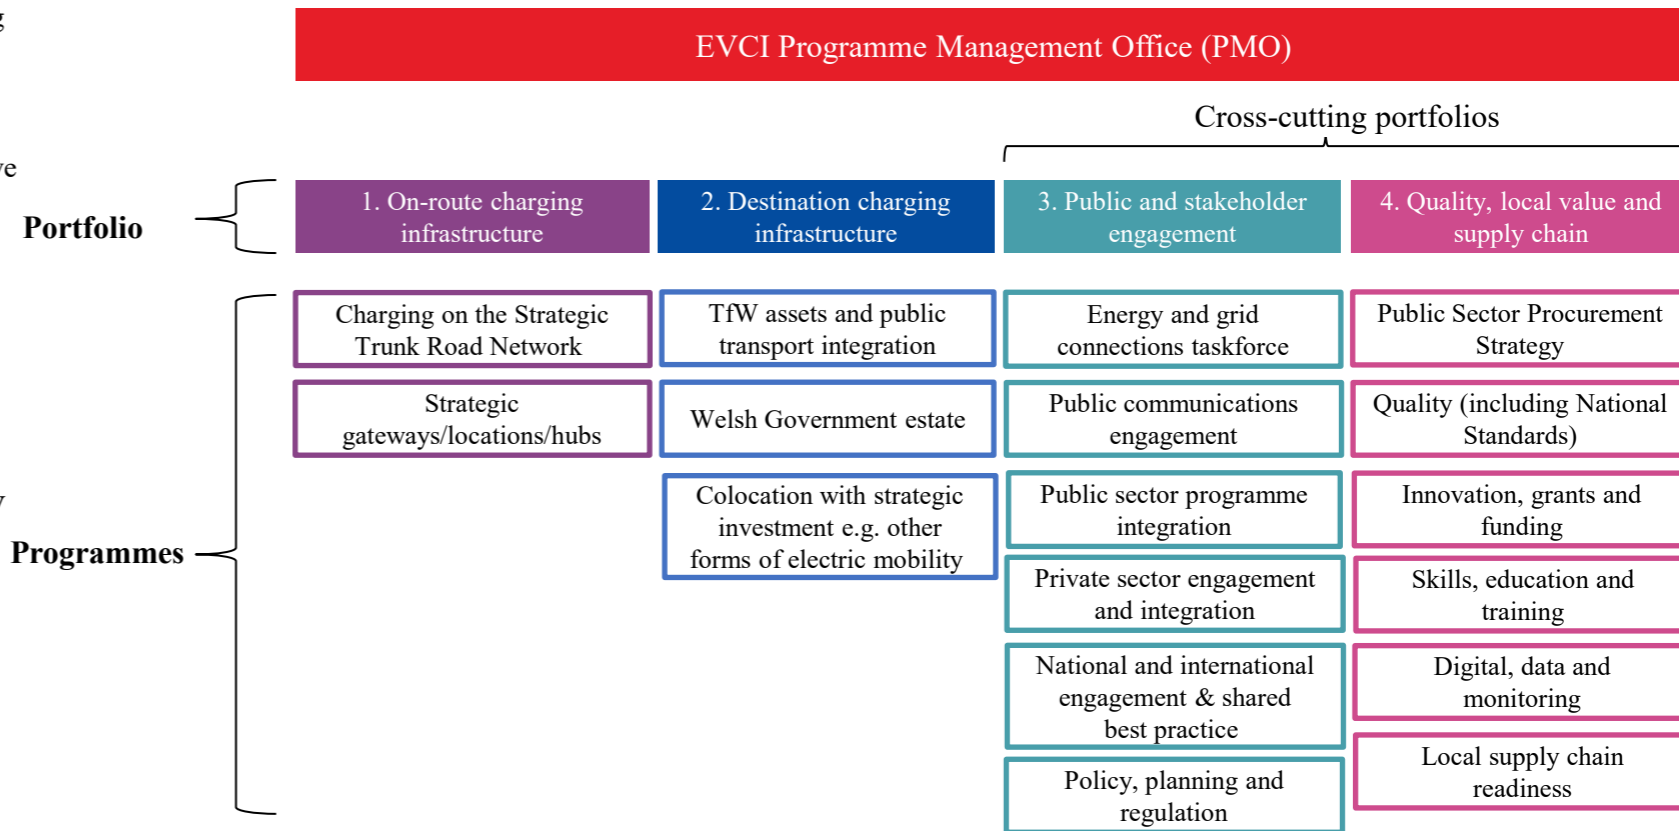 g
EVCI Programme Management Office (PMO)
Cross-cutting portfolios
ve
Portfolio
1. On-route charging
infrastructure
2. Destination charging
infrastructure
3. Public and stakeholder
engagement
4. Quality, local value and
supply chain
y
Programmes
Charging on the Strategic
Trunk Road Network
Strategic
gateways/locations/hubs
TfW assets and public
transport integration
Welsh Government estate
Colocation with strategic
investment e.g. other
forms of electric mobility
Energy and grid
connections taskforce
Public communications
engagement
Public sector programme
integration
Private sector engagement
and integration
National and international
engagement & shared
best practice
Policy, planning and
regulation
Public Sector Procurement
Strategy
Quality (including National
Standards)
Innovation, grants and
funding
Skills, education and
training
Digital, data and
monitoring
Local supply chain
readiness